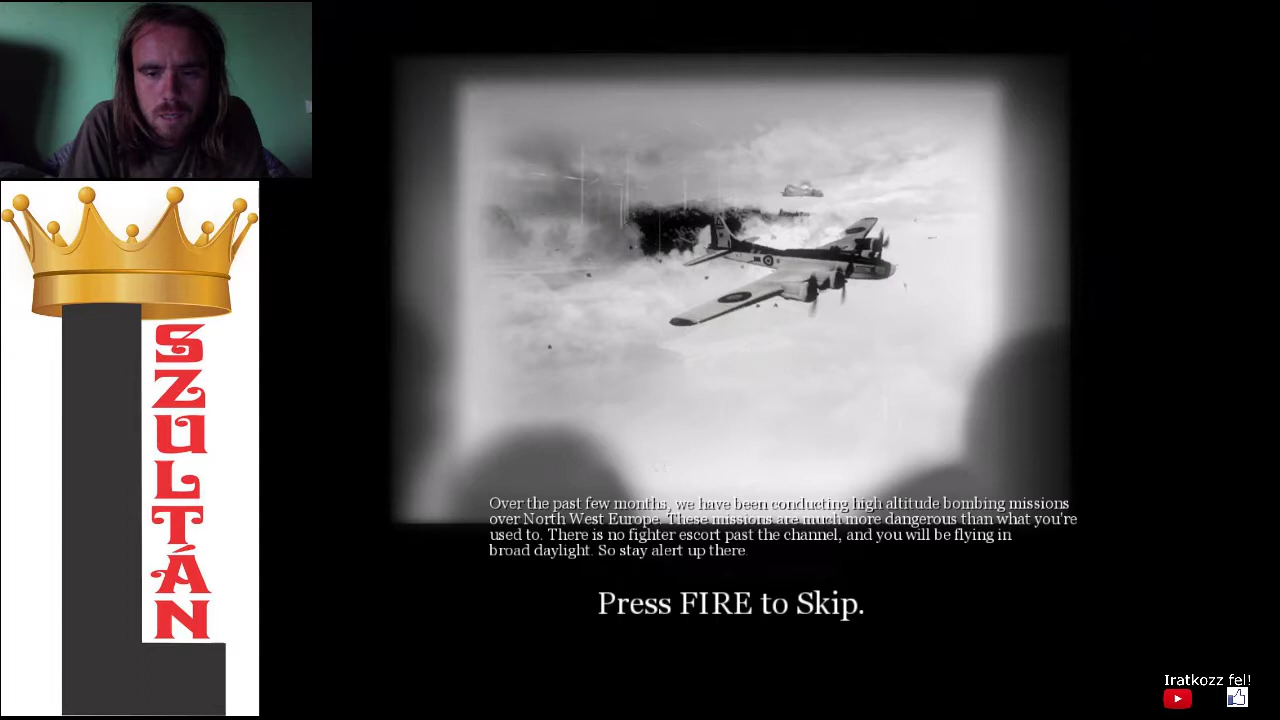 L
SZULTÁN
Over the past few months, we have been conducting high altitude bombing missions
over North West Europe. These missions are much more dangerous than what you're
used to. There is no fighter escort past the channel, and you will be flying in
broad daylight. So stay alert up there.
Press FIRE to Skip.
Iratkozz fel!